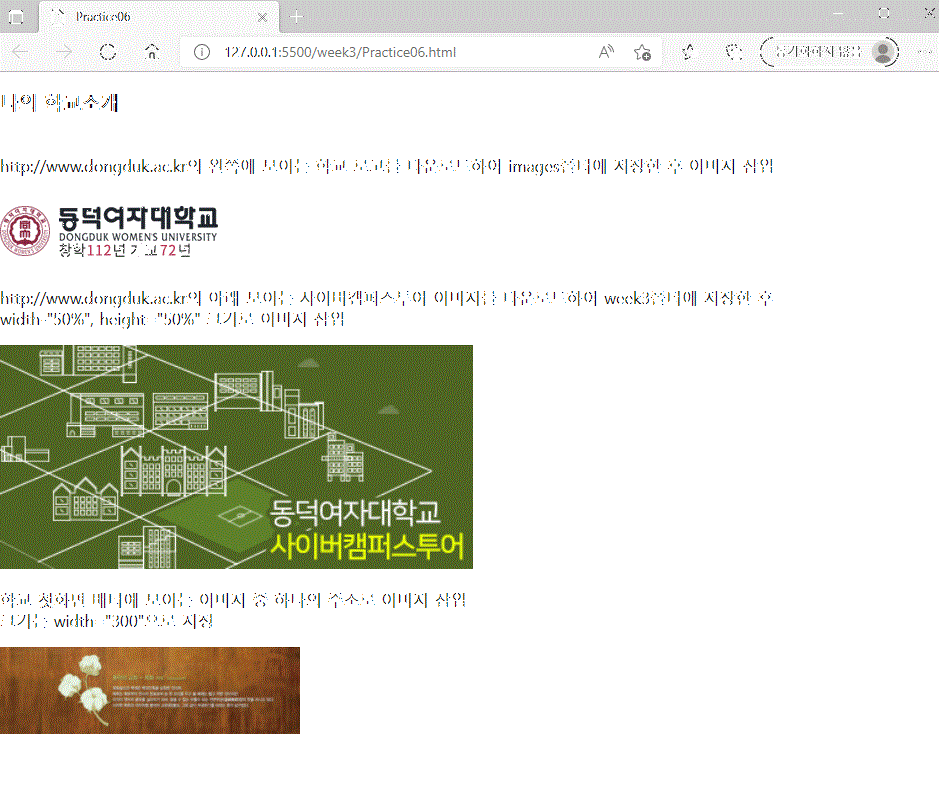 Practice06
127.0.0.1:5500/week3/Practice06.html
동기화하지 않음
나의 학교소개
http://www.dongduk.ac.kr의 왼쪽에 보이는 학교 로고를 다운로드하여 images폴더에 저장한 후 이미지 삽입
동덕여자대학교
DONGDUK WOMEN'S UNIVERSITY
창학112년 개교72년
http://www.dongduk.ac.kr의 아래 보이는 사이버캠퍼스투어 이미지를 다운로드하여 week3폴더에 저장한 후
width="50%", height="50%" 크기로 이미지 삽입
동덕여자대학교
사이버캠퍼스투어
학교 첫화면 배너에 보이는 이미지 중 하나의 주소로 이미지 삽입
크기는 width="300"으로 지정